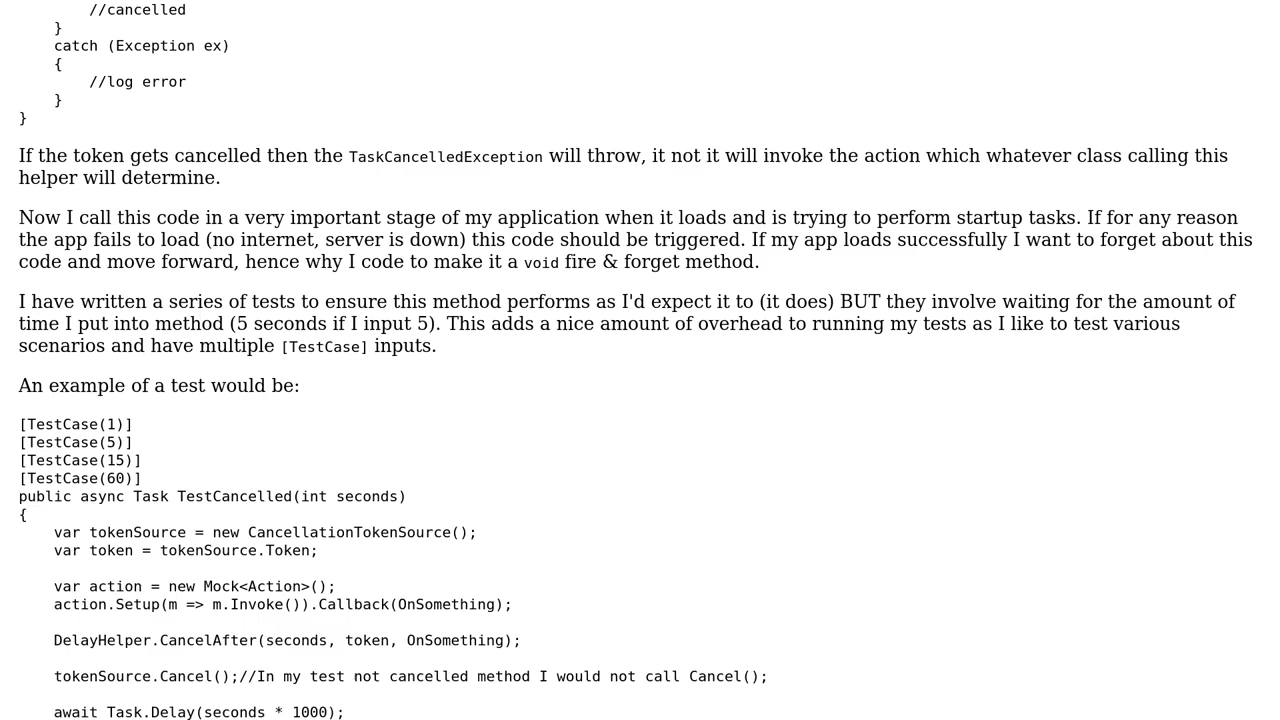 //cancelled
}
catch (Exception ex)
{
//log error
}
}
If the token gets cancelled then the TaskCancelledException will throw, it not it will invoke the action which whatever class calling this
helper will determine.
Now I call this code in a very important stage of my application when it loads and is trying to perform startup tasks. If for any reason
the app fails to load (no internet, server is down) this code should be triggered. If my app loads successfully I want to forget about this
code and move forward, hence why I code to make it a void fire & forget method.
I have written a series of tests to ensure this method performs as I'd expect it to (it does) BUT they involve waiting for the amount of
time I put into method (5 seconds if I input 5). This adds a nice amount of overhead to running my tests as I like to test various
scenarios and have multiple [TestCase] inputs.
An example of a test would be:
[TestCase(1)]
[TestCase(5)]
[TestCase(15)]
[TestCase(60)]
public async Task TestCancelled(int seconds)
{
var tokenSource = new CancellationTokenSource();
var token = tokenSource.Token;
var action = new Mock<Action>();
action.Setup(m => m.Invoke()).Callback(OnSomething);
DelayHelper.CancelAfter(seconds, token, OnSomething);
tokenSource.Cancel();//In my test not cancelled method I would not call Cancel();
await Task.Delay(seconds * 1000);